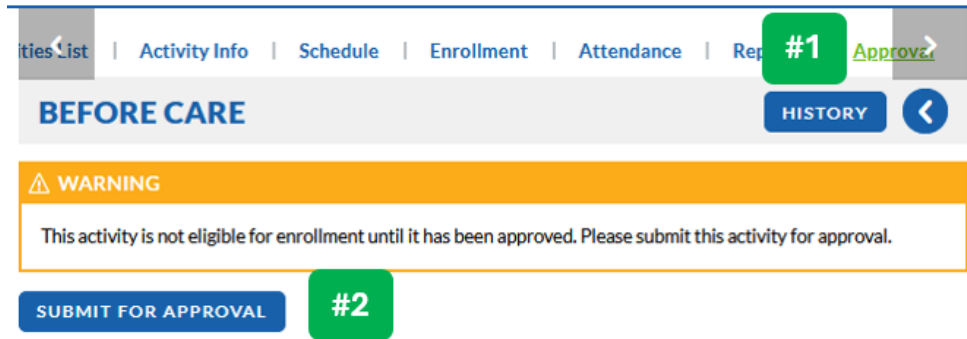 ities List | Activity Info | Schedule | Enrollment | Attendance | Rep #1 Approval
BEFORE CARE HISTORY
WARNING
This activity is not eligible for enrollment until it has been approved. Please submit this activity for approval.
SUBMIT FOR APPROVAL #2